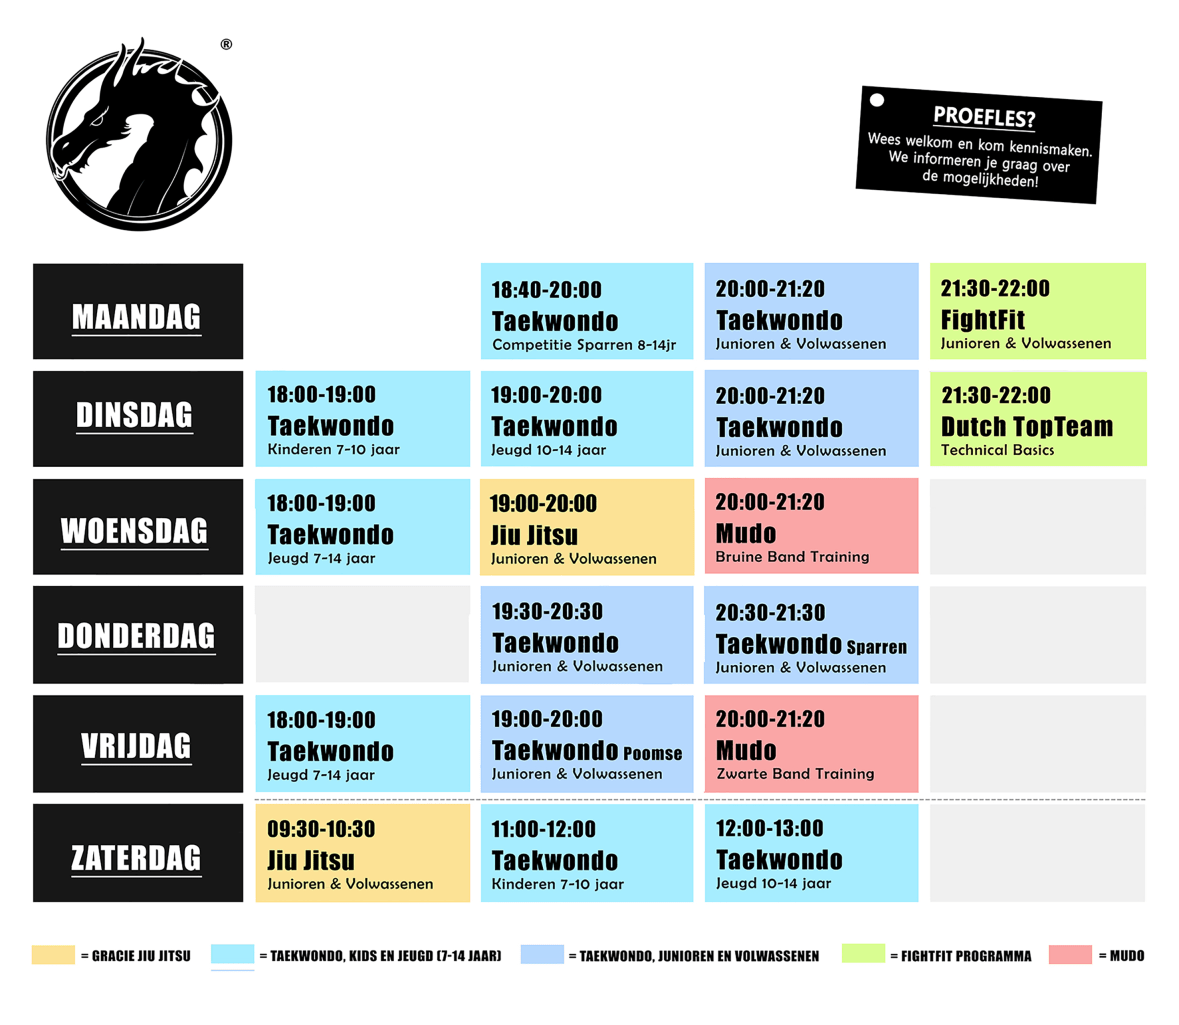 ®
PROEFLES?
Wees welkom en kom kennismaken.
We informeren je graag over
de mogelijkheden!
MAANDAG
18:40-20:00
Taekwondo
Competitie Sparren 8-14jr
20:00-21:20
Taekwondo
Junioren & Volwassenen
21:30-22:00
FightFit
Junioren & Volwassenen
DINSDAG
18:00-19:00
Taekwondo
Kinderen 7-10 jaar
19:00-20:00
Taekwondo
Jeugd 10-14 jaar
20:00-21:20
Taekwondo
Junioren & Volwassenen
21:30-22:00
Dutch TopTeam
Technical Basics
WOENSDAG
18:00-19:00
Taekwondo
Jeugd 7-14 jaar
19:00-20:00
Jiu Jitsu
Junioren & Volwassenen
20:00-21:20
Mudo
Bruine Band Training
DONDERDAG
19:30-20:30
Taekwondo
Junioren & Volwassenen
20:30-21:30
Taekwondo Sparren
Junioren & Volwassenen
VRIJDAG
18:00-19:00
Taekwondo
Jeugd 7-14 jaar
19:00-20:00
Taekwondo Poomse
Junioren & Volwassenen
20:00-21:20
Mudo
Zwarte Band Training
ZATERDAG
09:30-10:30
Jiu Jitsu
Junioren & Volwassenen
11:00-12:00
Taekwondo
Kinderen 7-10 jaar
12:00-13:00
Taekwondo
Jeugd 10-14 jaar
= GRACIE JIU JITSU
= TAEKWONDO, KIDS EN JEUGD (7-14 JAAR)
= TAEKWONDO, JUNIOREN EN VOLWASSENEN
= FIGHTFIT PROGRAMMA
= MUDO